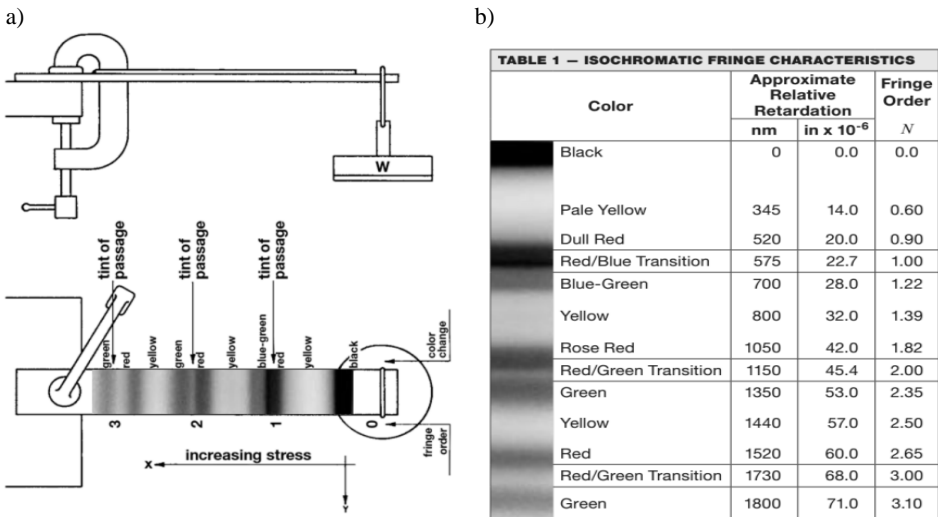 a)
W
tint of
passage
tint of
passage
tint of
passage
green
red
yellow
green
red
yellow
blue-green
red
yellow
black
color
change
3
2
1
0
fringe
order
increasing stress
X
Y
b)
TABLE 1 — ISOCHROMATIC FRINGE CHARACTERISTICS
Color Approximate Relative Retardation Fringe Order
nm in x 10⁻⁶ N
Black 0 0.0 0.0
Pale Yellow 345 14.0 0.60
Dull Red 520 20.0 0.90
Red/Blue Transition 575 22.7 1.00
Blue-Green 700 28.0 1.22
Yellow 800 32.0 1.39
Rose Red 1050 42.0 1.82
Red/Green Transition 1150 45.4 2.00
Green 1350 53.0 2.35
Yellow 1440 57.0 2.50
Red 1520 60.0 2.65
Red/Green Transition 1730 68.0 3.00
Green 1800 71.0 3.10